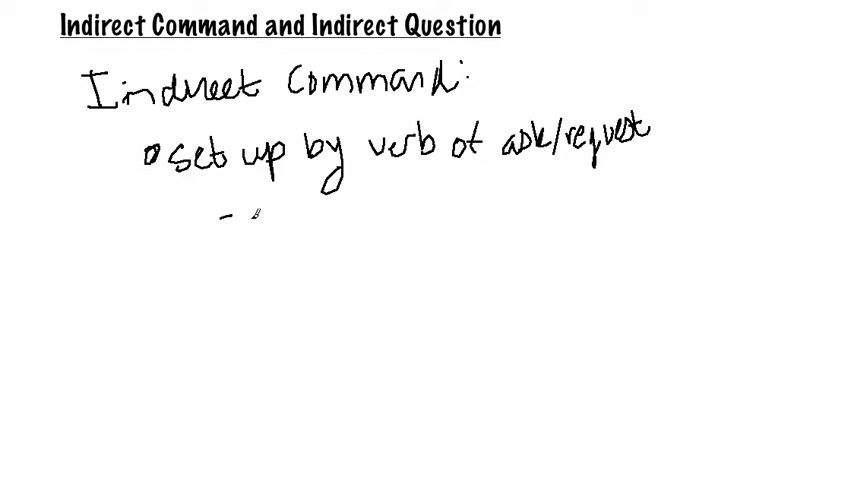 Indirect Command and Indirect Question
Indirect Command:
set up by verb of ask/request
-